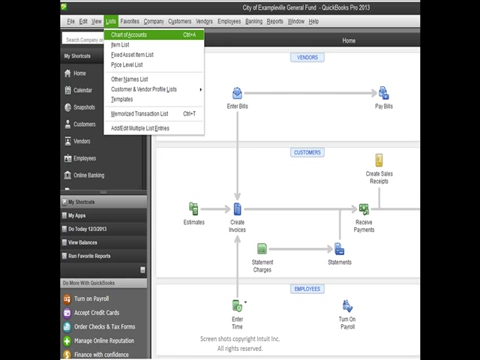 City of Exampleville General Fund - QuickBooks Pro 2013
File Edit View Lists Favorites Company Customers Vendors Employees Banking Reports Window Help
Search Company or
Home
Chart of Accounts Ctrl+A
Item List
Fixed Asset Item List
Price Level List
Other Names List
Customer & Vendor Profile Lists
Templates
Memorized Transaction List Ctrl+T
Add/Edit Multiple List Entries
My Shortcuts
Home
Calendar
Snapshots
Customers
Vendors
Employees
Online Banking
My Shortcuts
My Apps
Do Today 12/3/2013
View Balances
Run Favorite Reports
Do More With QuickBooks
Turn on Payroll
Accept Credit Cards
Order Checks & Tax Forms
Manage Online Reputation
Finance with confidence
VENDORS
Enter Bills
Pay Bills
CUSTOMERS
Create Sales
Receipts
Estimates
Create
Invoices
Receive
Payments
Statement
Charges
Statements
EMPLOYEES
Enter
Time
Turn On
Payroll
Screen shots copyright Intuit Inc.
All rights reserved.